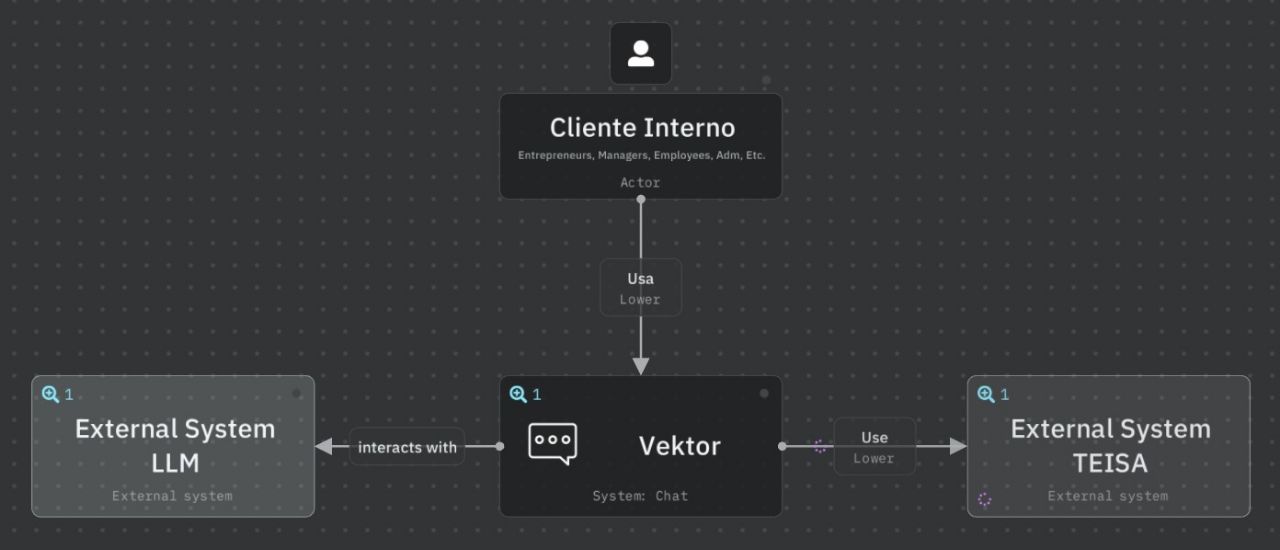 Cliente Interno
Entrepreneurs, Managers, Employees, Adm, Etc.
Actor
Usa
Lower
1
External System
LLM
External system
interacts with
1
Vektor
System: Chat
Use
Lower
1
External System
TEISA
External system